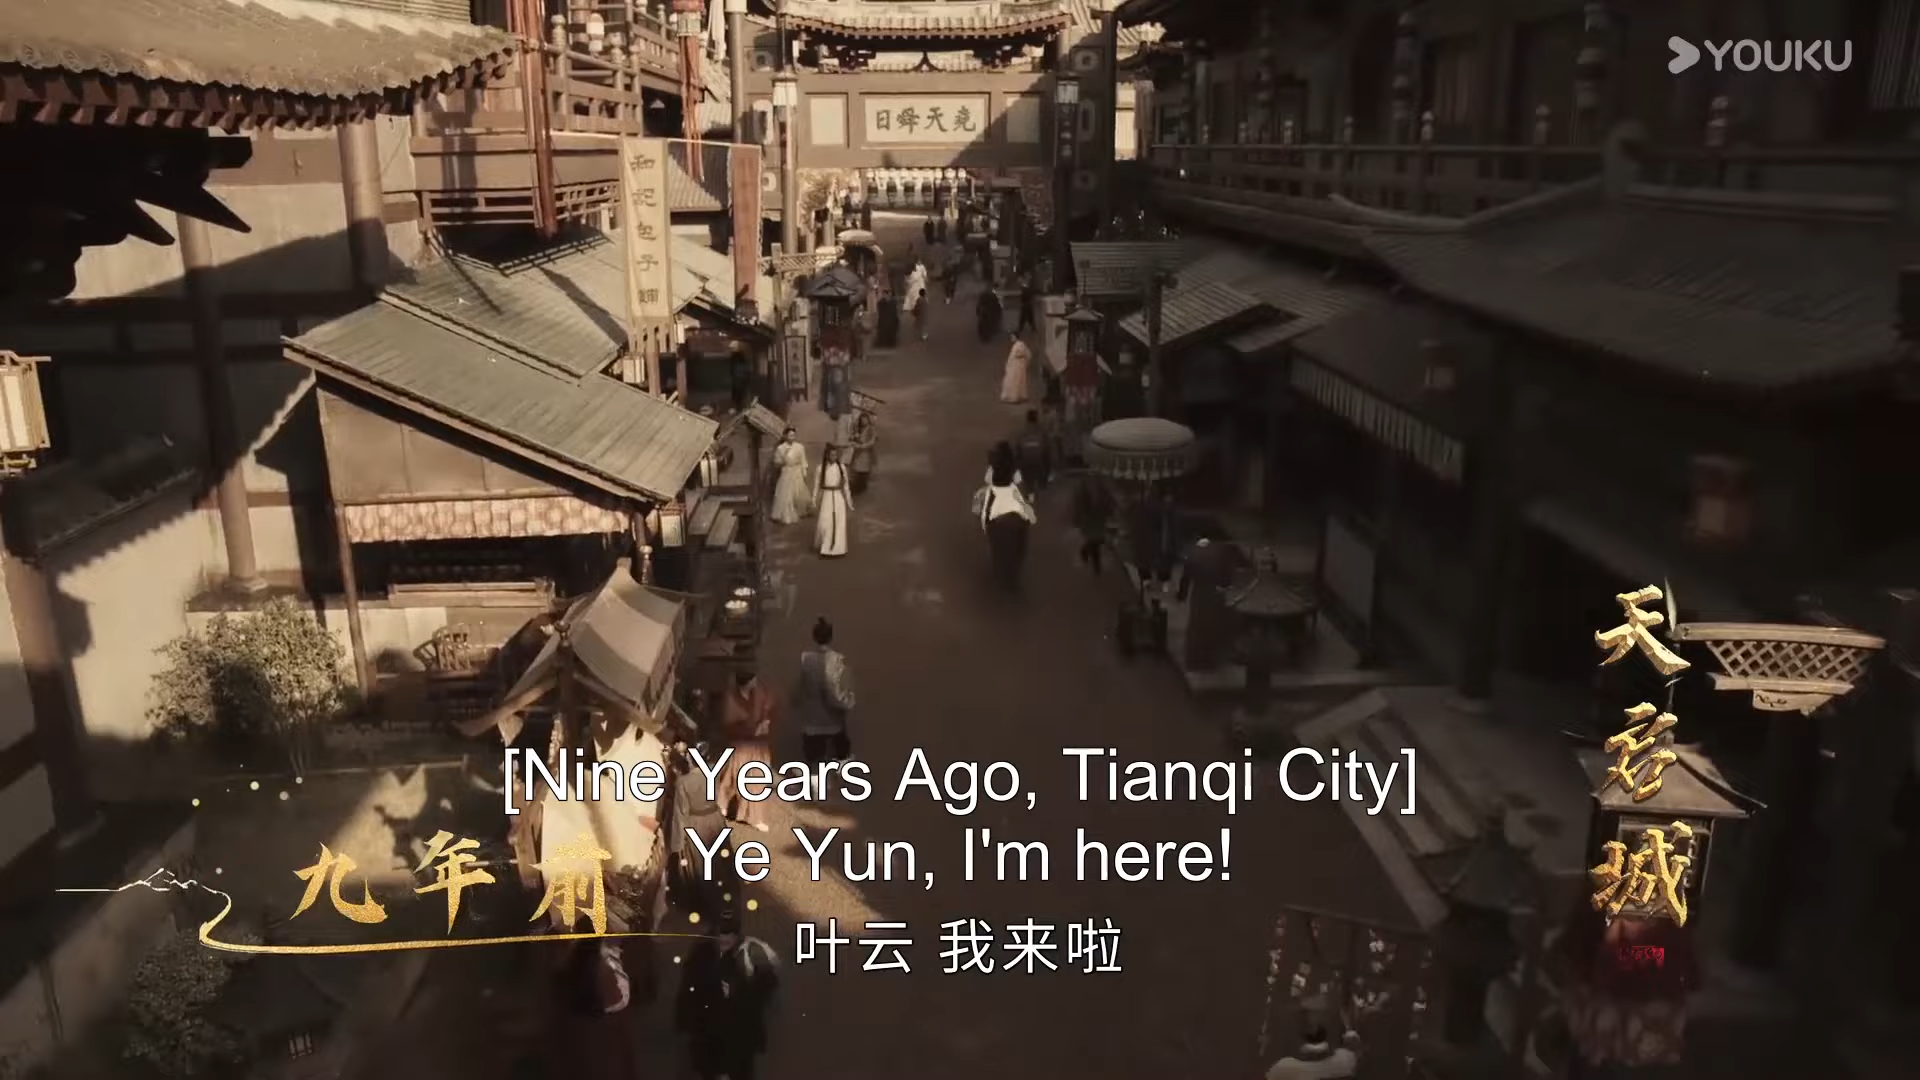 YOUKU
日舜天尧
和记包子铺
天启城
[Nine Years Ago, Tianqi City]
Ye Yun, I'm here!
九年前
叶云 我来啦